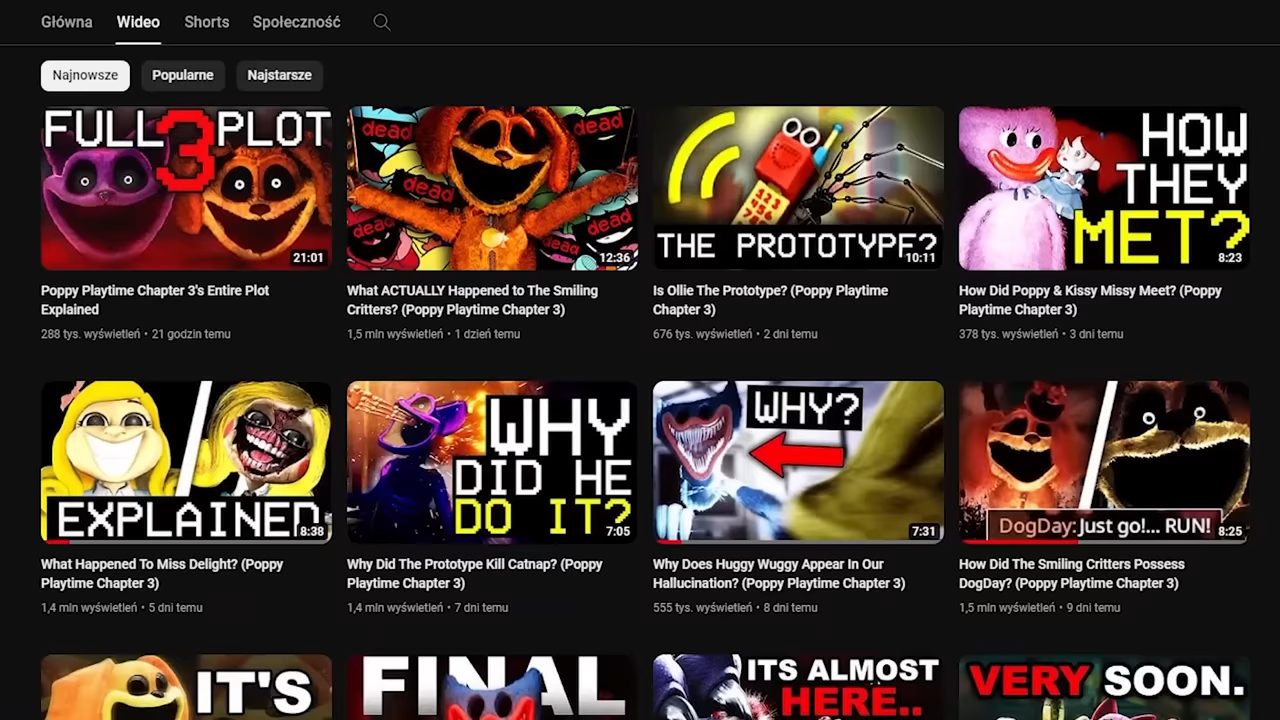 Główna Wideo Shorts Społeczność
Najnowsze Popularne Najstarsze
FULL 3 PLOT
21:01
dead dead
dead
dead dead
dead
12:36
123
456
THE PROTOTYPE?
10:11
HOW
THEY
MET?
8:23
Poppy Playtime Chapter 3's Entire Plot
Explained
288 tys. wyświetleń • 21 godzin temu
What ACTUALLY Happened to The Smiling
Critters? (Poppy Playtime Chapter 3)
1,5 mln wyświetleń • 1 dzień temu
Is Ollie The Prototype? (Poppy Playtime
Chapter 3)
676 tys. wyświetleń • 2 dni temu
How Did Poppy & Kissy Missy Meet? (Poppy
Playtime Chapter 3)
378 tys. wyświetleń • 3 dni temu
EXPLAINED
8:38
WHY
DID HE
DO IT?
7:05
WHY?
7:31
DogDay: Just go!... RUN!
8:25
What Happened To Miss Delight? (Poppy
Playtime Chapter 3)
1,4 mln wyświetleń • 5 dni temu
Why Did The Prototype Kill Catnap? (Poppy
Playtime Chapter 3)
1,4 mln wyświetleń • 7 dni temu
Why Does Huggy Wuggy Appear In Our
Hallucination? (Poppy Playtime Chapter 3)
555 tys. wyświetleń • 8 dni temu
How Did The Smiling Critters Possess
DogDay? (Poppy Playtime Chapter 3)
1,5 mln wyświetleń • 9 dni temu
IT'S
FINAL
ITS ALMOST
HERE..
VERY SOON.